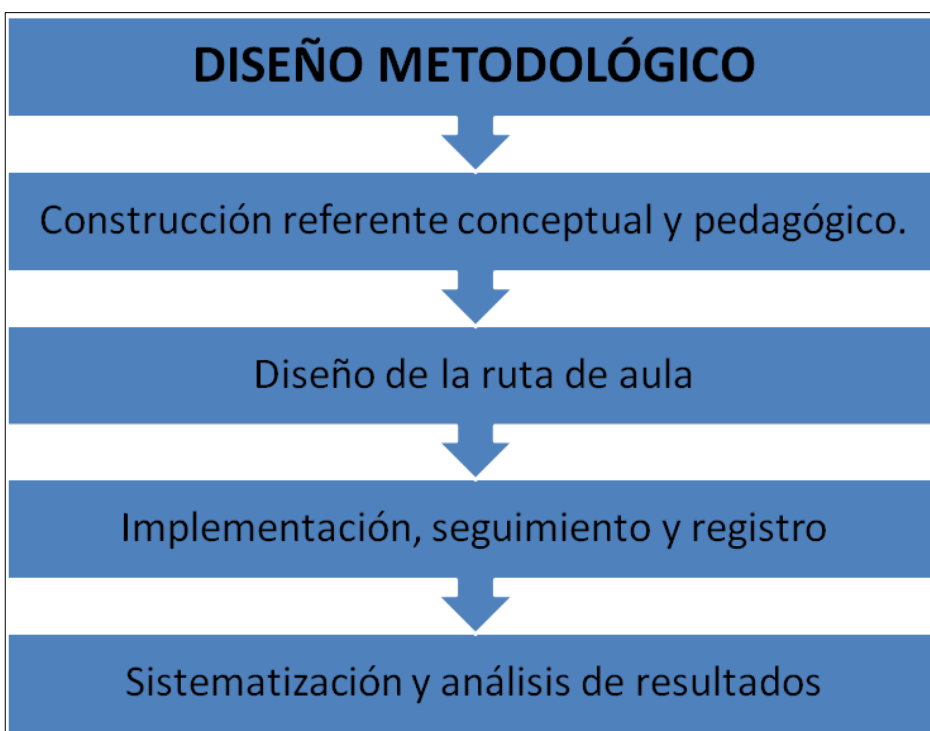 DISEÑO METODOLÓGICO
Construcción referente conceptual y pedagógico.
Diseño de la ruta de aula
Implementación, seguimiento y registro
Sistematización y análisis de resultados